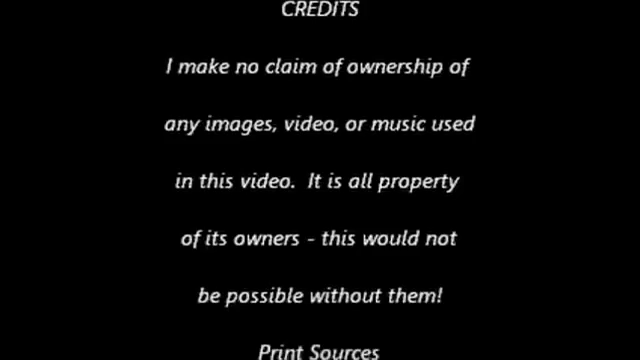 CREDITS
I make no claim of ownership of
any images, video, or music used
in this video.  It is all property
of its owners - this would not
be possible without them!
Print Sources